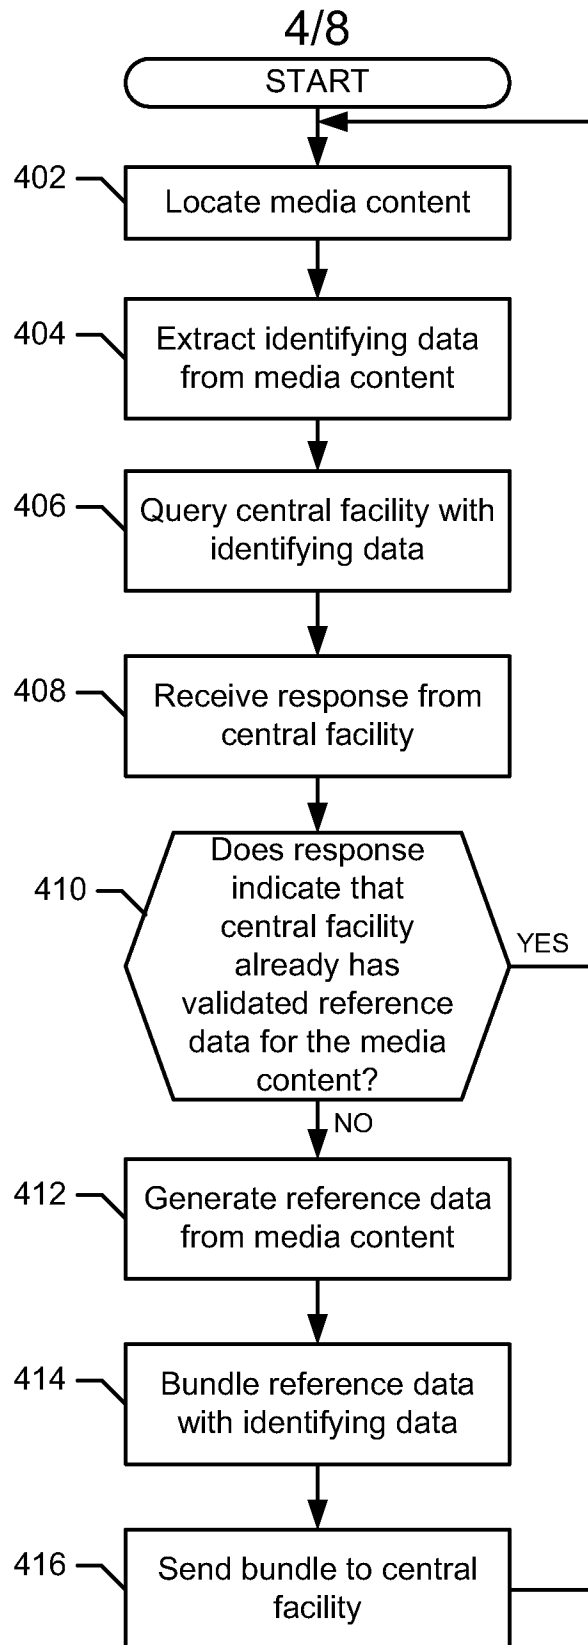 4/8
START
402
Locate media content
404
Extract identifying data
from media content
406
Query central facility with
identifying data
408
Receive response from
central facility
410
Does response
indicate that
central facility
already has
validated reference
data for the media
content?
YES
NO
412
Generate reference data
from media content
414
Bundle reference data
with identifying data
416
Send bundle to central
facility